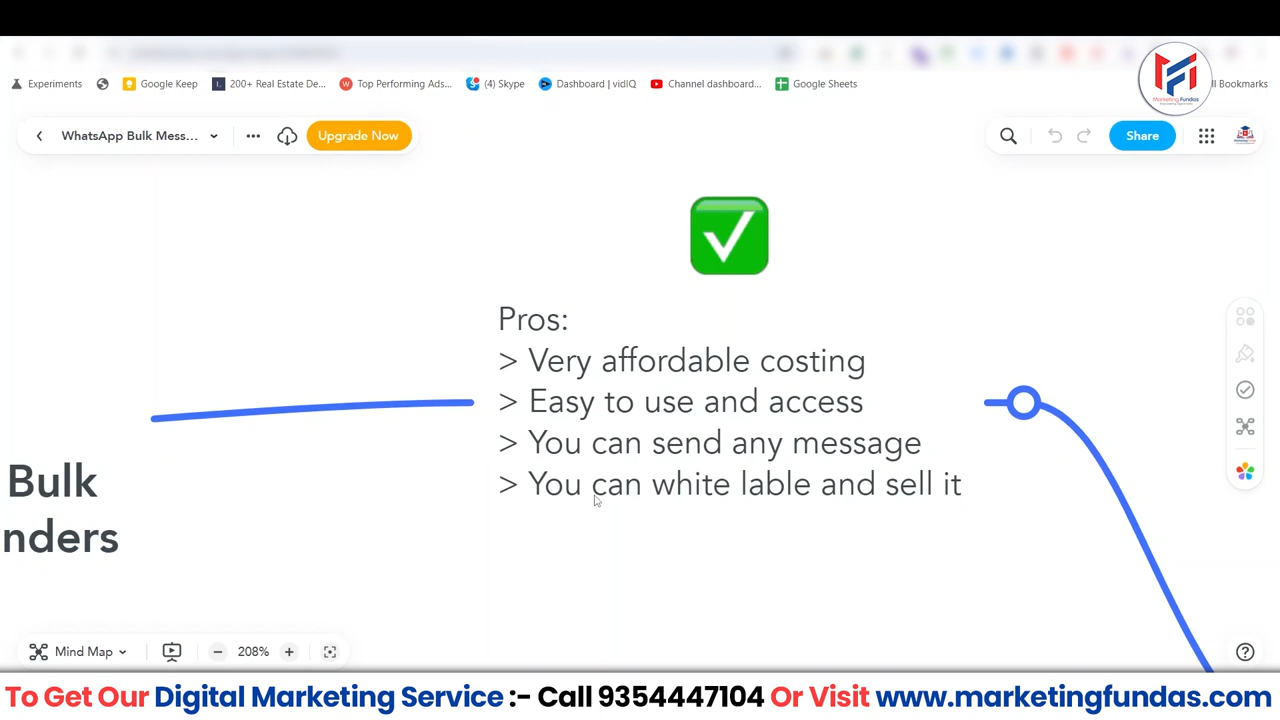 Experiments
Google Keep
200+ Real Estate De...
Top Performing Ads...
(4) Skype
Dashboard | vidIQ
Channel dashboard...
Google Sheets
ll Bookmarks
Marketing Fundas
WhatsApp Bulk Mess...
Upgrade Now
Share
Pros:
> Very affordable costing
> Easy to use and access
> You can send any message
> You can white lable and sell it
Bulk
nders
Mind Map
208%
To Get Our Digital Marketing Service :- Call 9354447104 Or Visit www.marketingfundas.com